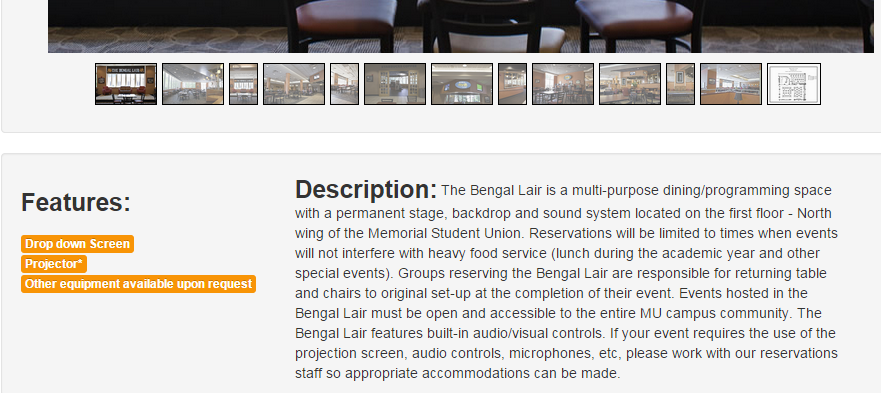 IN THE BENGAL LAIR
Features:
Drop down Screen
Projector*
Other equipment available upon request
Description: The Bengal Lair is a multi-purpose dining/programming space
with a permanent stage, backdrop and sound system located on the first floor - North
wing of the Memorial Student Union. Reservations will be limited to times when events
will not interfere with heavy food service (lunch during the academic year and other
special events). Groups reserving the Bengal Lair are responsible for returning table
and chairs to original set-up at the completion of their event. Events hosted in the
Bengal Lair must be open and accessible to the entire MU campus community. The
Bengal Lair features built-in audio/visual controls. If your event requires the use of the
projection screen, audio controls, microphones, etc, please work with our reservations
staff so appropriate accommodations can be made.